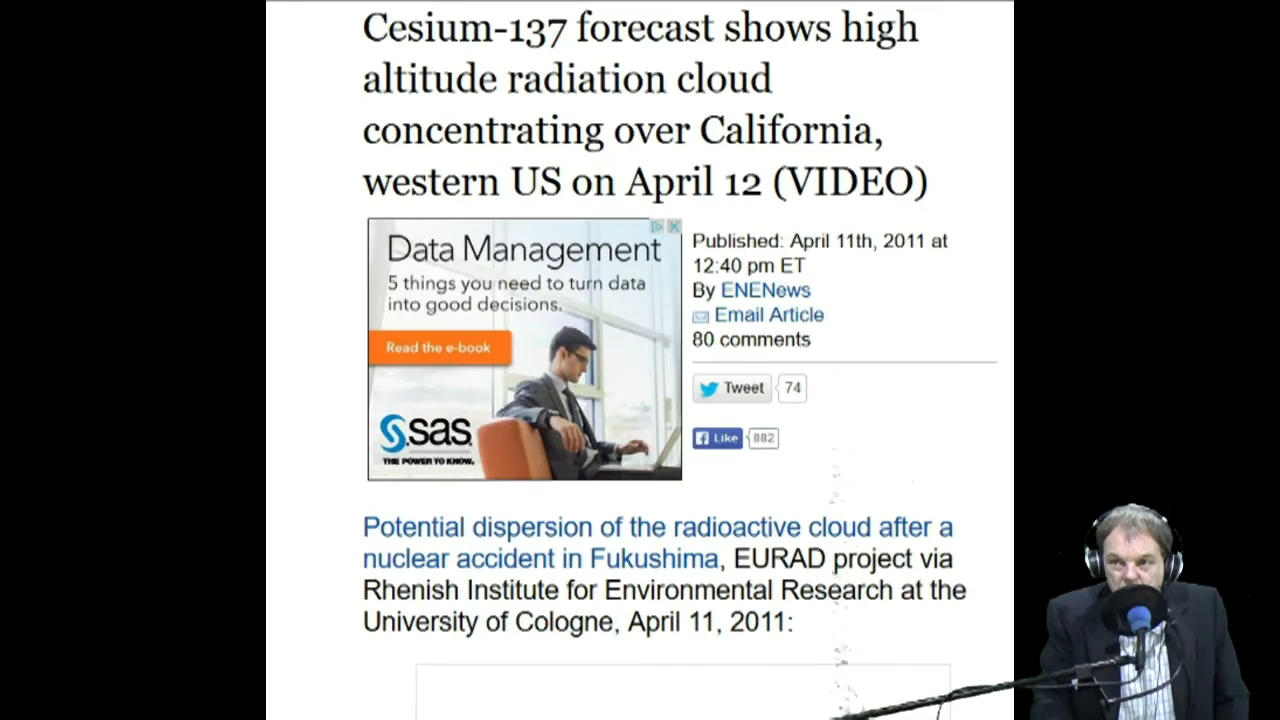 Cesium-137 forecast shows high
altitude radiation cloud
concentrating over California,
western US on April 12 (VIDEO)
Data Management
5 things you need to turn data
into good decisions.
Read the e-book
sas
THE POWER TO KNOW.
Published: April 11th, 2011 at
12:40 pm ET
By ENENews
Email Article
80 comments
Tweet 74
Like 882
Potential dispersion of the radioactive cloud after a
nuclear accident in Fukushima, EURAD project via
Rhenish Institute for Environmental Research at the
University of Cologne, April 11, 2011: